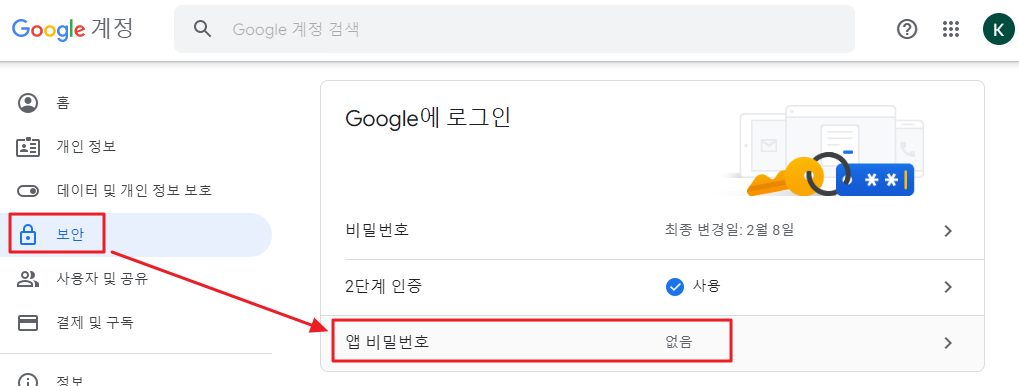 Google 계정
Google 계정 검색
K
홈
개인 정보
데이터 및 개인 정보 보호
보안
사용자 및 공유
결제 및 구독
정보
Google에 로그인
**
비밀번호 최종 변경일: 2월 8일
2단계 인증 사용
앱 비밀번호 없음